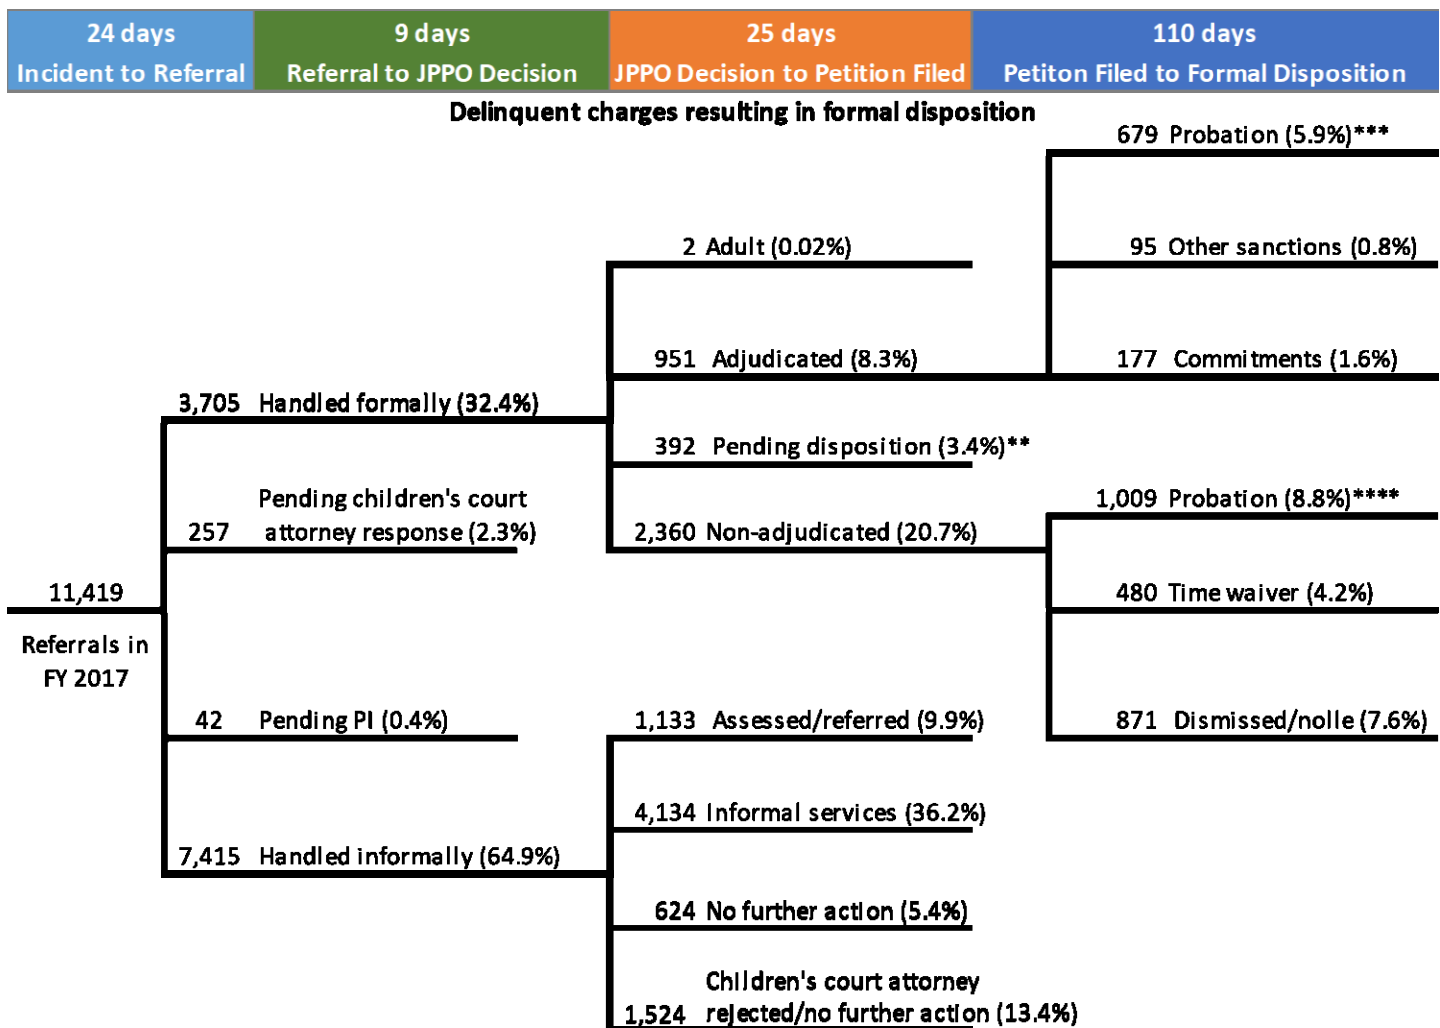 24 days
Incident to Referral
9 days
Referral to JPPO Decision
25 days
JPPO Decision to Petition Filed
110 days
Petiton Filed to Formal Disposition
Delinquent charges resulting in formal disposition
679 Probation (5.9%)***
2 Adult (0.02%)
95 Other sanctions (0.8%)
951 Adjudicated (8.3%)
177 Commitments (1.6%)
3,705 Handled formally (32.4%)
392 Pending disposition (3.4%)**
Pending children's court
257 attorney response (2.3%)
1,009 Probation (8.8%)****
2,360 Non-adjudicated (20.7%)
11,419
Referrals in
FY 2017
480 Time waiver (4.2%)
42 Pending PI (0.4%)
1,133 Assessed/referred (9.9%)
871 Dismissed/nolle (7.6%)
4,134 Informal services (36.2%)
7,415 Handled informally (64.9%)
624 No further action (5.4%)
Children's court attorney
1,524 rejected/no further action (13.4%)